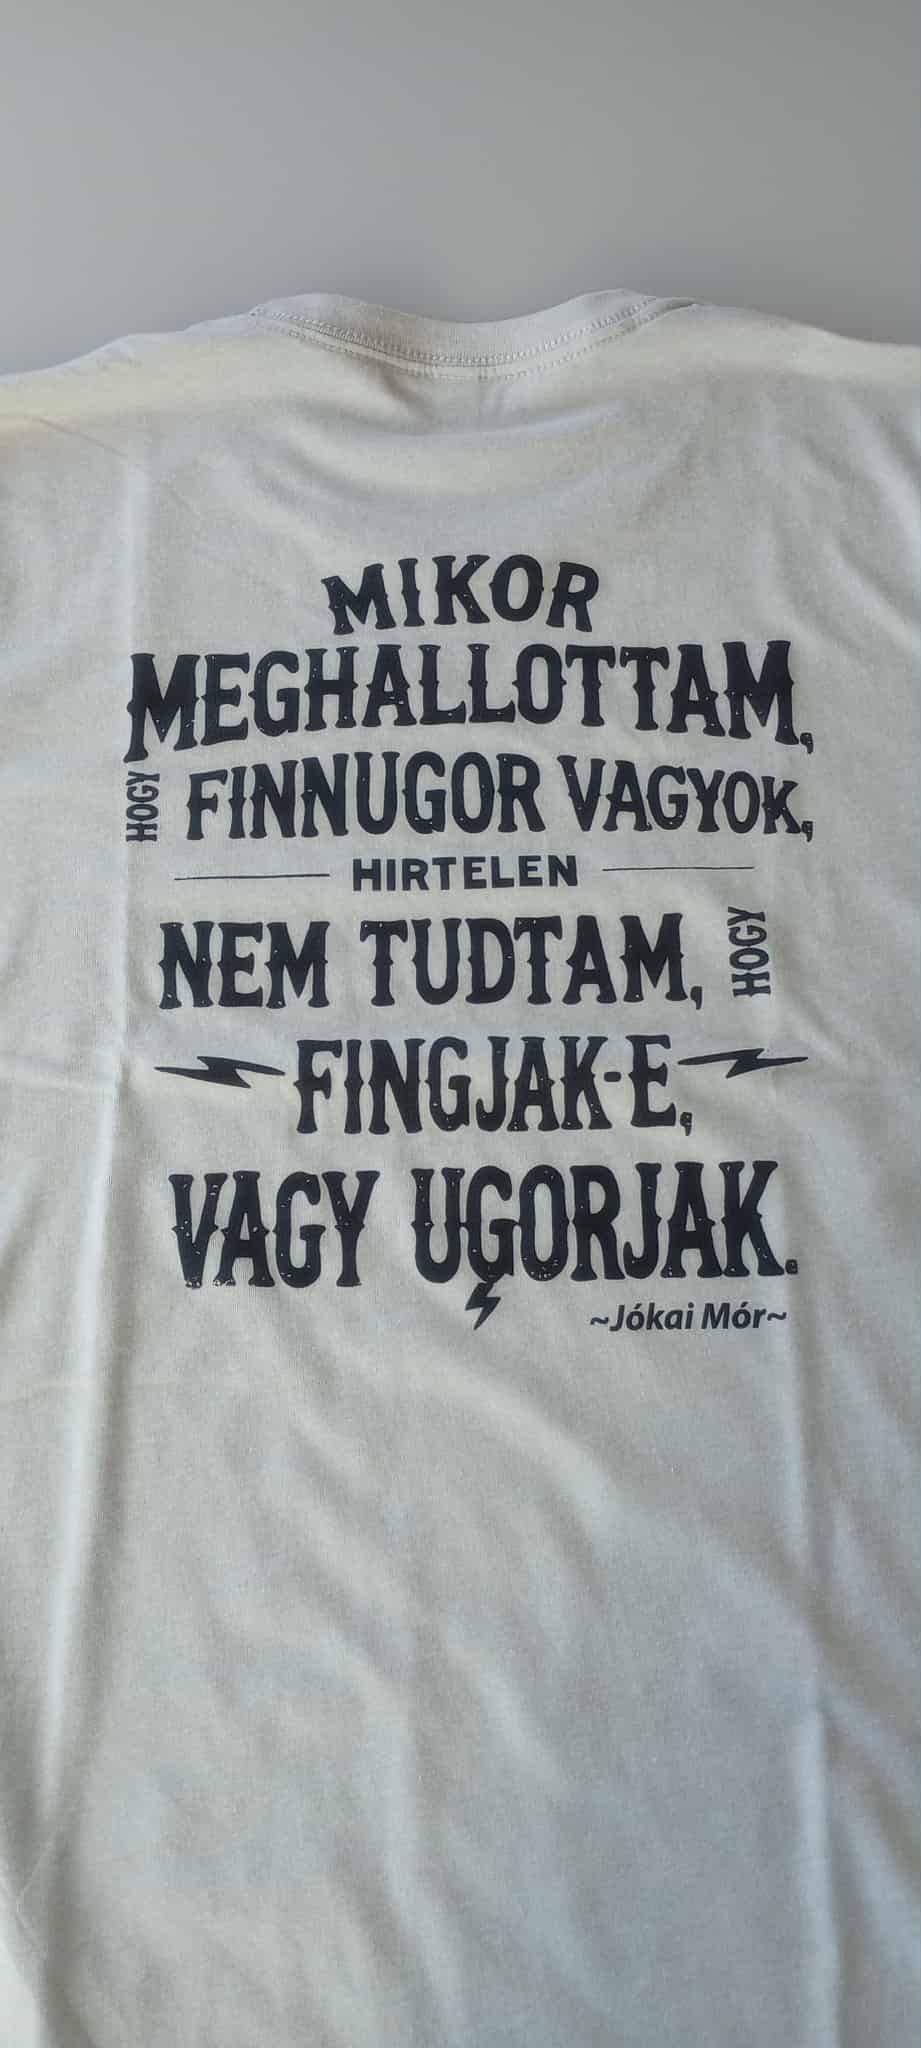 MIKOR
MEGHALLOTTAM,
HOGY FINNUGOR VAGYOK,
HIRTELEN
NEM TUDTAM, HOGY
FINGJAK-E,
VAGY UGORJAK.
~Jókai Mór~